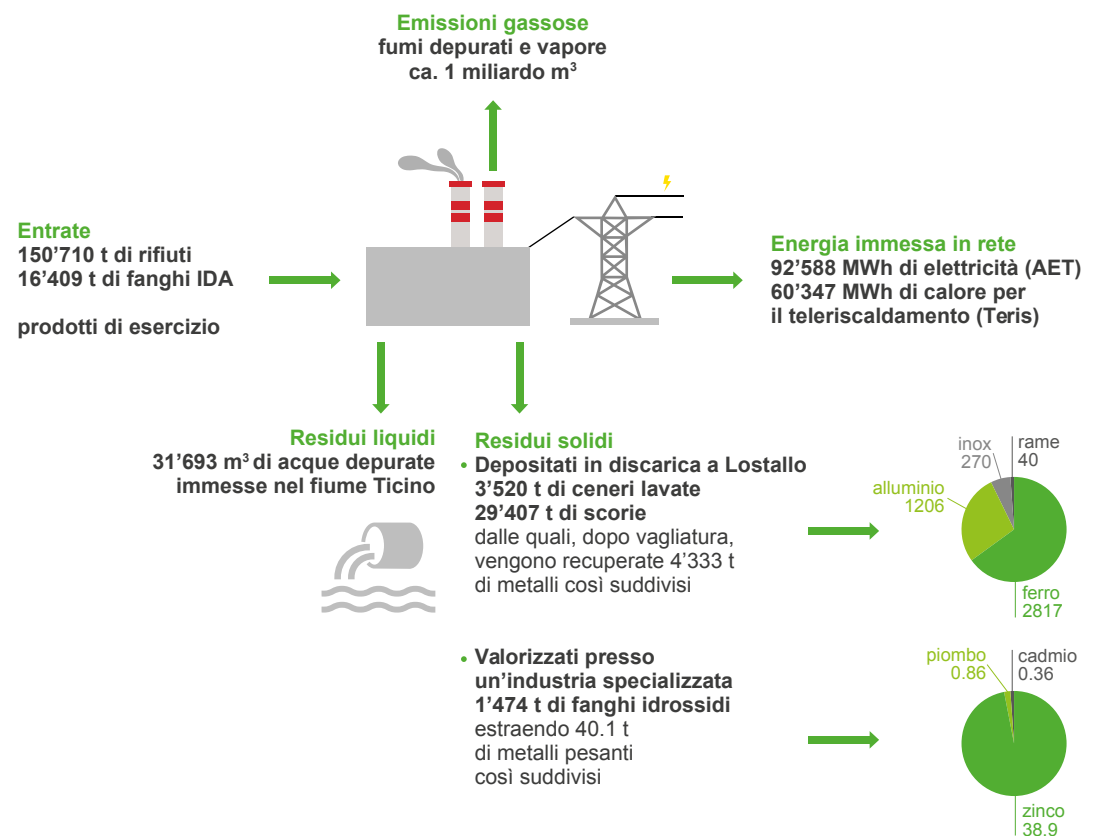 Emissioni gassose
fumi depurati e vapore
ca. 1 miliardo m³
Entrate
150’710 t di rifiuti
16’409 t di fanghi IDA
prodotti di esercizio
Energia immessa in rete
92’588 MWh di elettricità (AET)
60’347 MWh di calore per
il teleriscaldamento (Teris)
Residui liquidi
31’693 m³ di acque depurate
immesse nel fiume Ticino
Residui solidi
• Depositati in discarica a Lostallo
3’520 t di ceneri lavate
29’407 t di scorie
dalle quali, dopo vagliatura,
vengono recuperate 4’333 t
di metalli così suddivisi
inox
270
rame
40
alluminio
1206
ferro
2817
• Valorizzati presso
un’industria specializzata
1’474 t di fanghi idrossidi
estraendo 40.1 t
di metalli pesanti
così suddivisi
piombo
0.86
cadmio
0.36
zinco
38.9